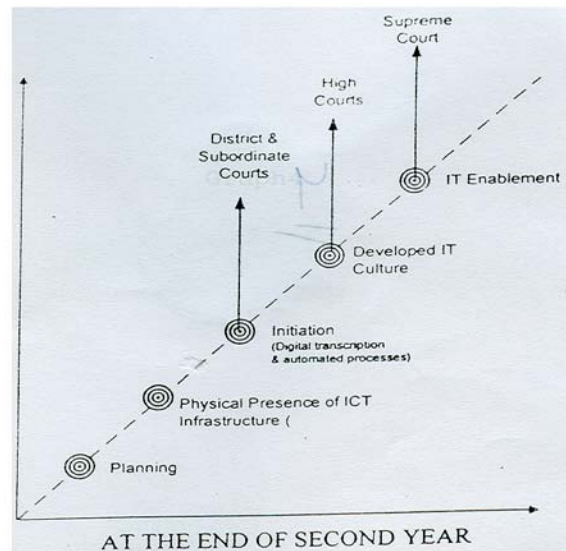 Supreme
Court
High
Courts
District &
Subordinate
Courts
IT Enablement
Developed IT
Culture
Initiation
(Digital transcription
& automated processes)
Physical Presence of ICT
Infrastructure (
Planning
AT THE END OF SECOND YEAR